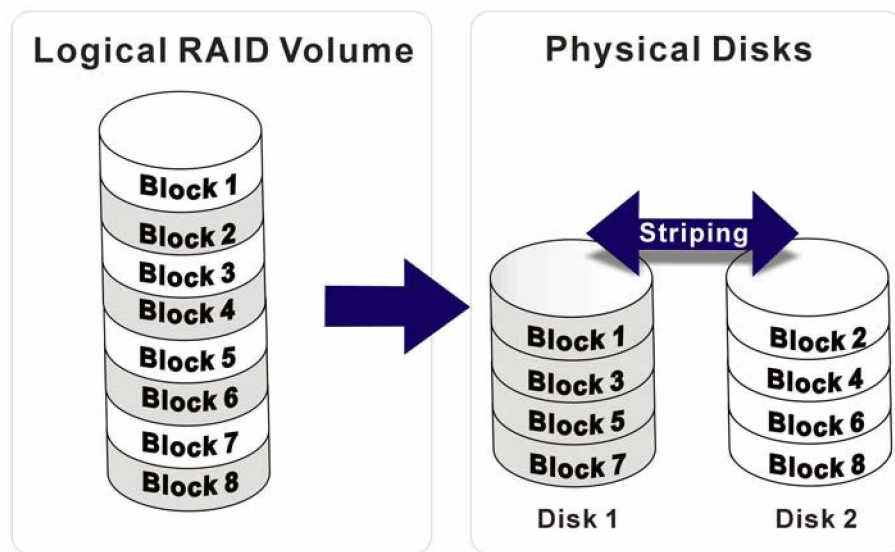 Logical RAID Volume
Block 1
Block 2
Block 3
Block 4
Block 5
Block 6
Block 7
Block 8
Physical Disks
Striping
Block 1
Block 3
Block 5
Block 7
Disk 1
Block 2
Block 4
Block 6
Block 8
Disk 2